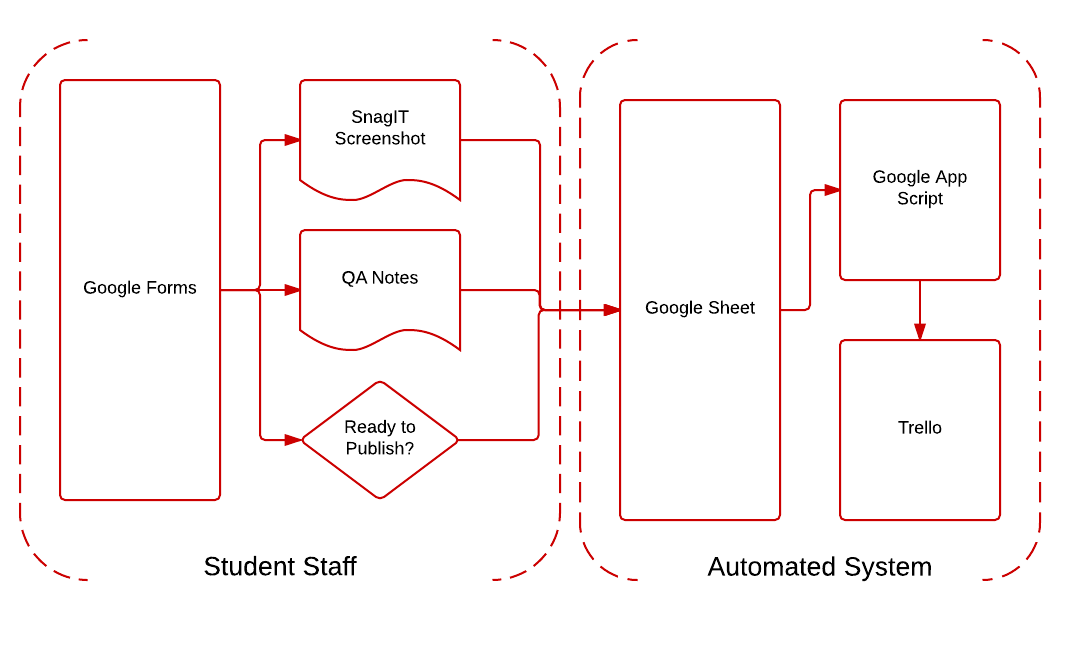 SnagIT
Screenshot
Google Forms
QA Notes
Ready to
Publish?
Student Staff
Google Sheet
Google App
Script
Trello
Automated System